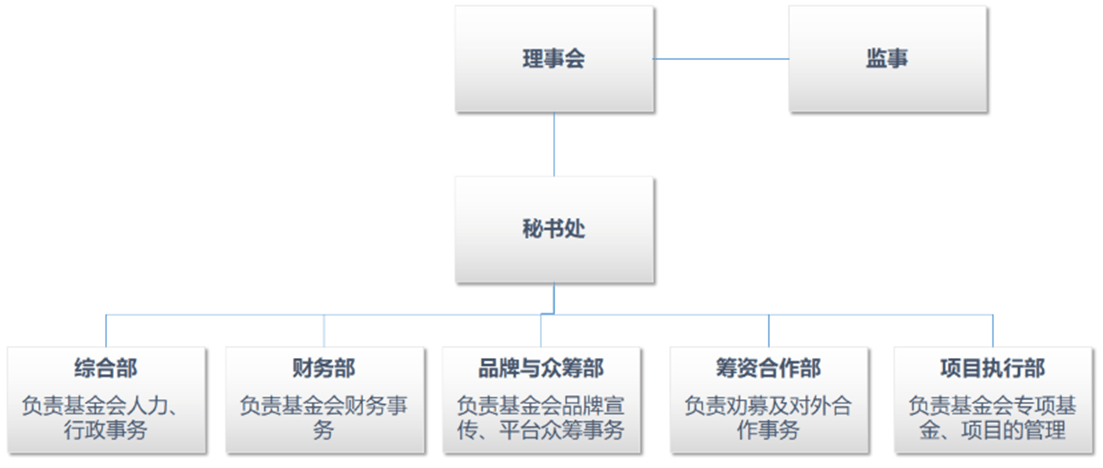 理事会
监事
秘书处
综合部
负责基金会人力、
行政事务
财务部
负责基金会财务事
务
品牌与众筹部
负责基金会品牌宣
传、平台众筹事务
筹资合作部
负责劝募及对外合
作事务
项目执行部
负责基金会专项基
金、项目的管理